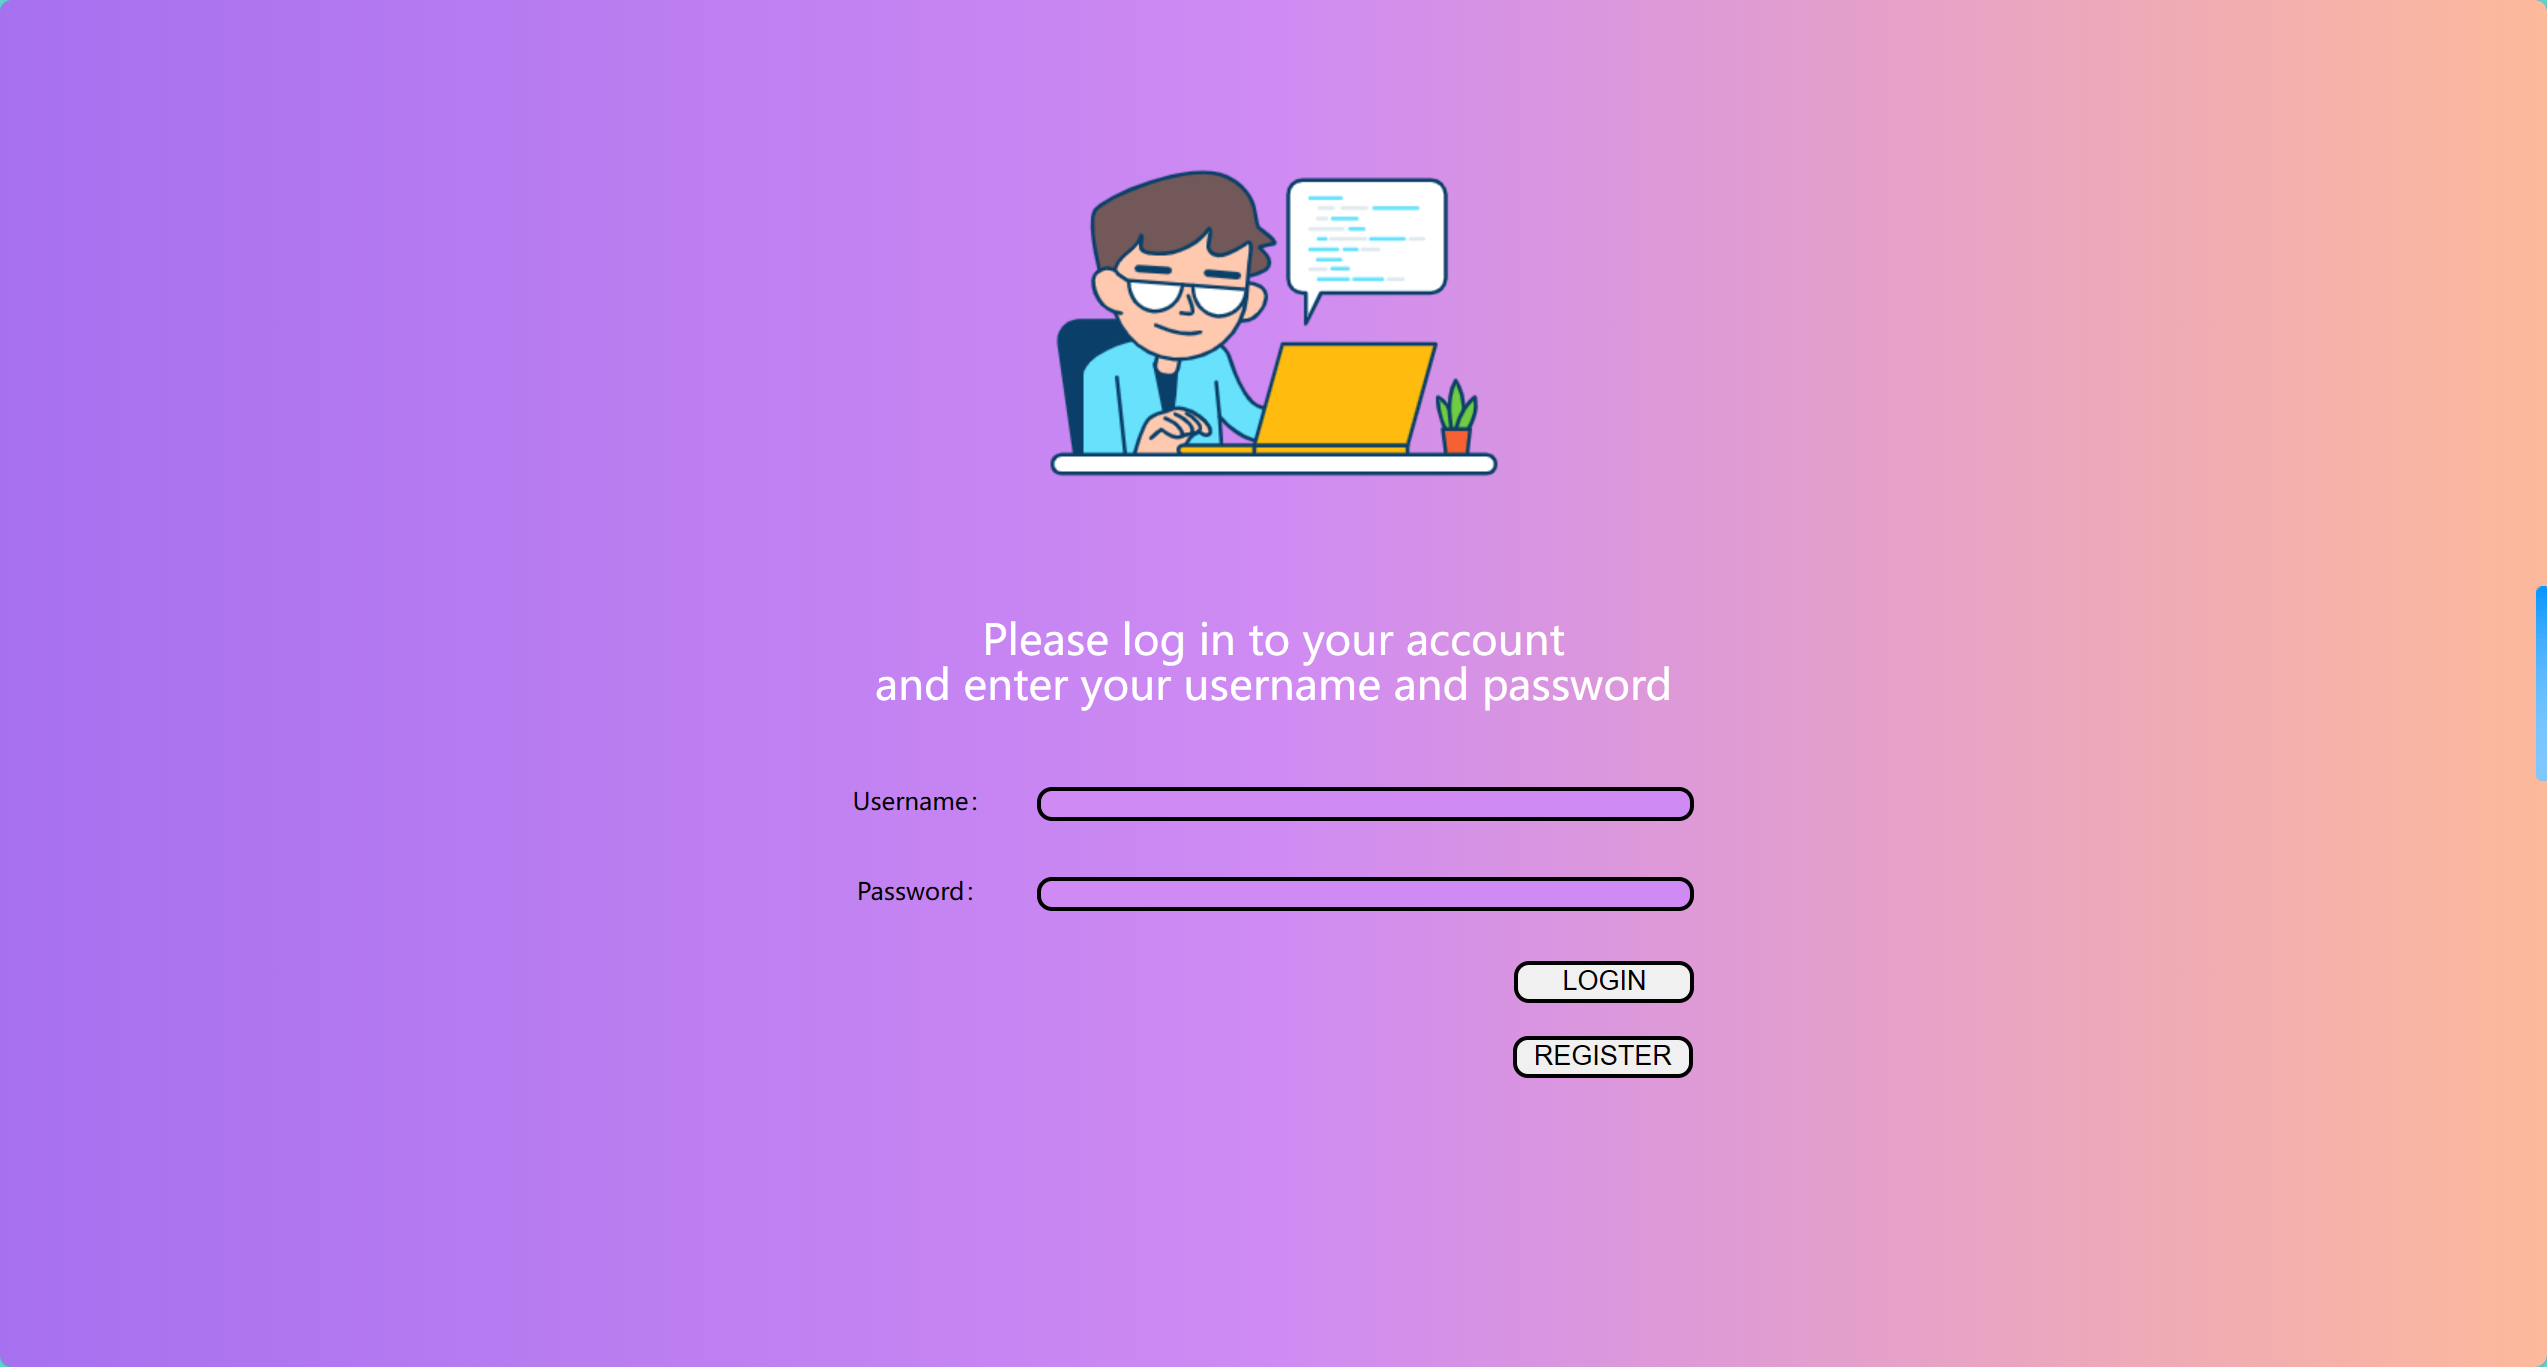 Please log in to your account
and enter your username and password
Username:
Password:
LOGIN
REGISTER